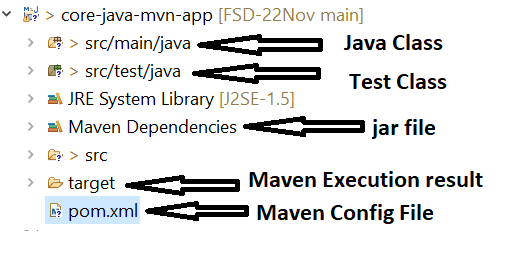 > core-java-mvn-app [FSD-22Nov main]
> src/main/java Java Class
> src/test/java Test Class
JRE System Library [J2SE-1.5]
Maven Dependencies jar file
> src
target Maven Execution result
pom.xml Maven Config File